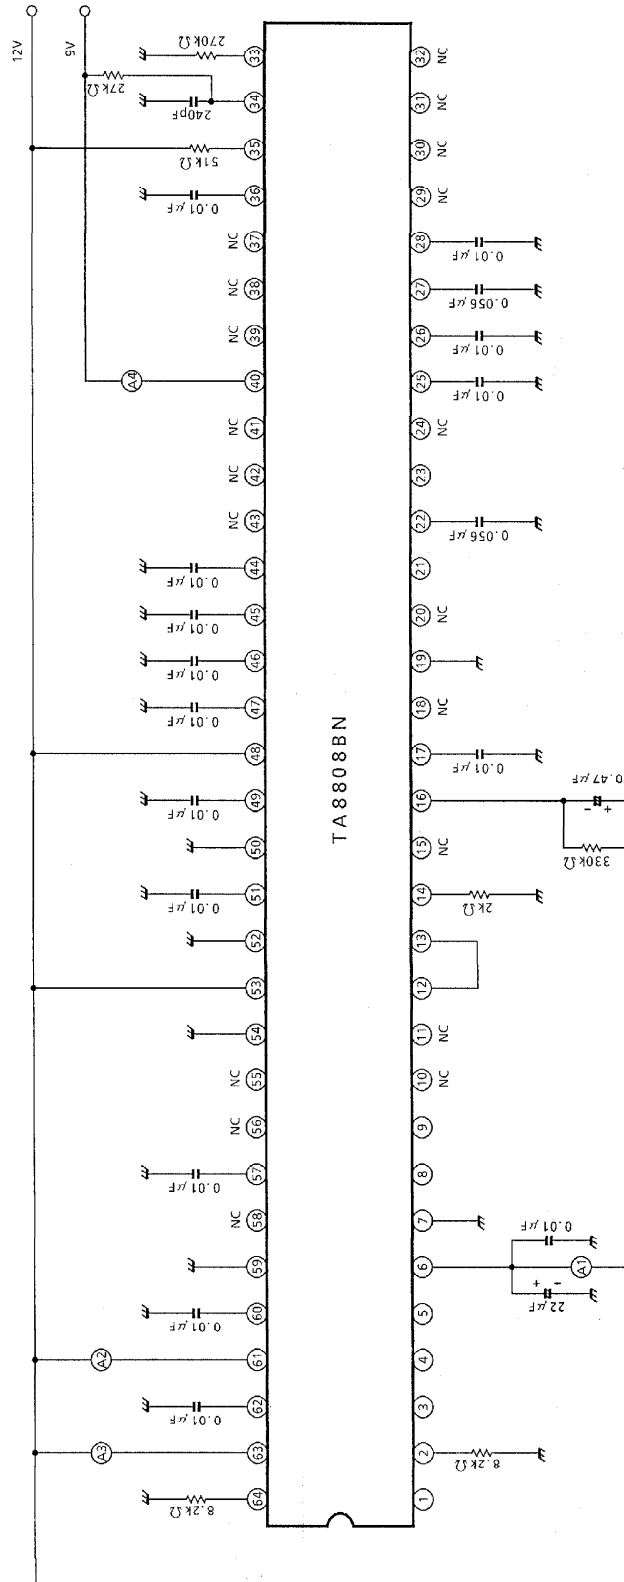 12V
5V
33
270kΩ
27kΩ
34
240pF
35
51kΩ
36
0.01μF
37
NC
38
NC
39
NC
A4
40
41
NC
42
NC
43
NC
44
0.01μF
45
0.01μF
46
0.01μF
47
0.01μF
48
49
0.01μF
50
51
0.01μF
52
53
54
55
NC
56
NC
57
0.01μF
58
NC
59
60
0.01μF
A2
61
62
0.01μF
A3
63
64
8.2kΩ
TA8808BN
32
NC
31
NC
30
NC
29
NC
28
0.01μF
27
0.056μF
26
0.01μF
25
0.01μF
24
NC
23
22
0.056μF
21
20
NC
19
18
NC
17
0.01μF
16
0.47μF
- +
330kΩ
15
NC
14
2kΩ
13
12
11
NC
10
NC
9
8
7
6
0.01μF
A1
+ -
22μF
5
4
3
2
8.2kΩ
1